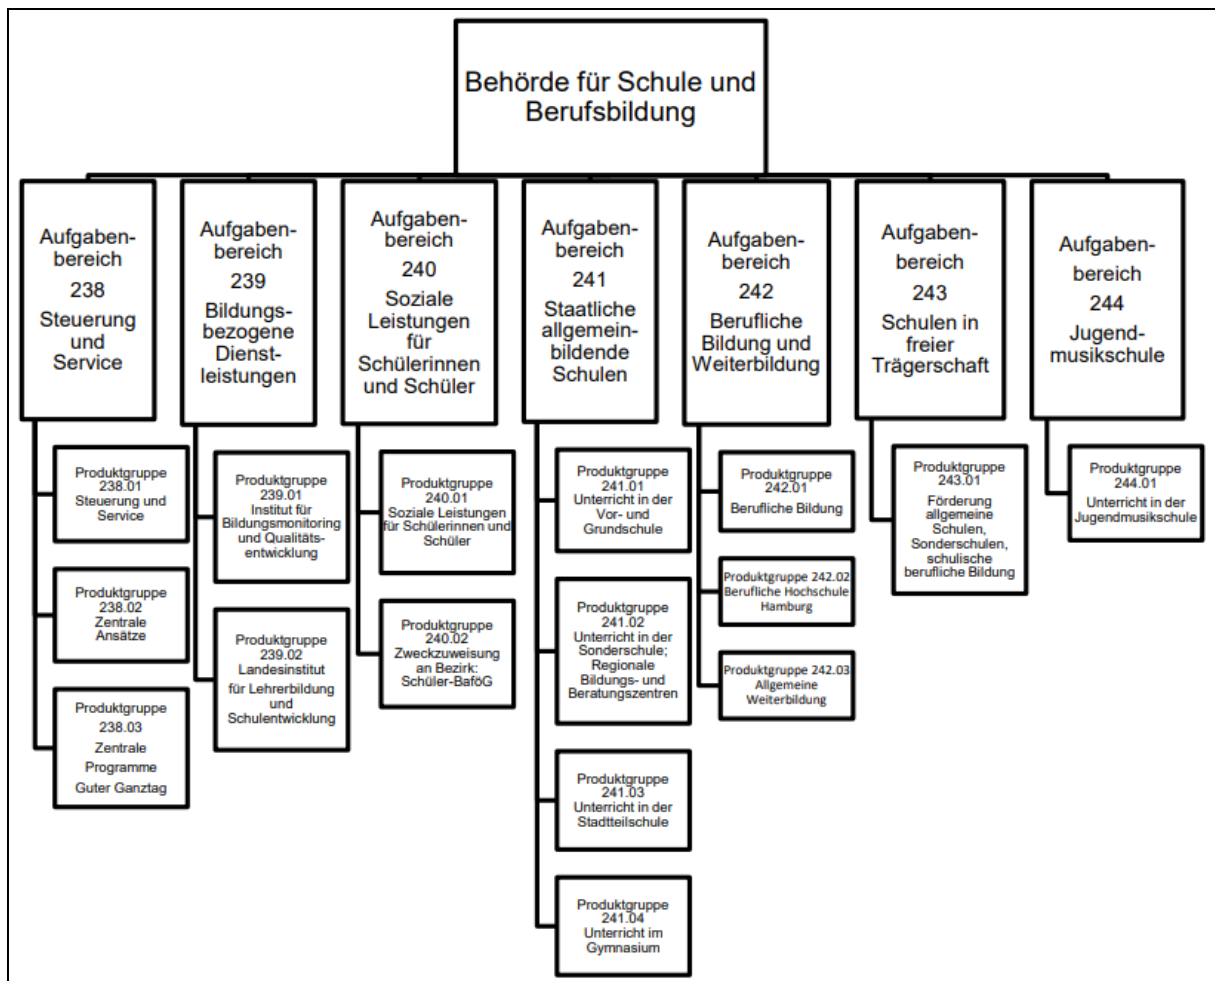 Behörde für Schule und
Berufsbildung
Aufgaben-
bereich
238
Steuerung
und
Service
Aufgaben-
bereich
239
Bildungs-
bezogene
Dienst-
leistungen
Aufgaben-
bereich
240
Soziale
Leistungen
für
Schülerinnen
und Schüler
Aufgaben-
bereich
241
Staatliche
allgemein-
bildende
Schulen
Aufgaben-
bereich
242
Berufliche
Bildung und
Weiterbildung
Aufgaben-
bereich
243
Schulen in
freier
Trägerschaft
Aufgaben-
bereich
244
Jugend-
musikschule
Produktgruppe
238.01
Steuerung und
Service
Produktgruppe
238.02
Zentrale
Ansätze
Produktgruppe
238.03
Zentrale
Programme
Guter Ganztag
Produktgruppe
239.01
Institut für
Bildungsmonitoring
und Qualitäts-
entwicklung
Produktgruppe
239.02
Landesinstitut
für Lehrerbildung
und
Schulentwicklung
Produktgruppe
240.01
Soziale Leistungen
für Schülerinnen und
Schüler
Produktgruppe
240.02
Zweckzuweisung
an Bezirk:
Schüler-BaföG
Produktgruppe
241.01
Unterricht in der
Vor- und
Grundschule
Produktgruppe
241.02
Unterricht in der
Sonderschule;
Regionale
Bildungs- und
Beratungszentren
Produktgruppe
241.03
Unterricht in der
Stadtteilschule
Produktgruppe
241.04
Unterricht im
Gymnasium
Produktgruppe
242.01
Berufliche Bildung
Produktgruppe 242.02
Berufliche Hochschule
Hamburg
Produktgruppe 242.03
Allgemeine
Weiterbildung
Produktgruppe
243.01
Förderung
allgemeine
Schulen,
Sonderschulen,
schulische
berufliche Bildung
Produktgruppe
244.01
Unterricht in der
Jugendmusikschule